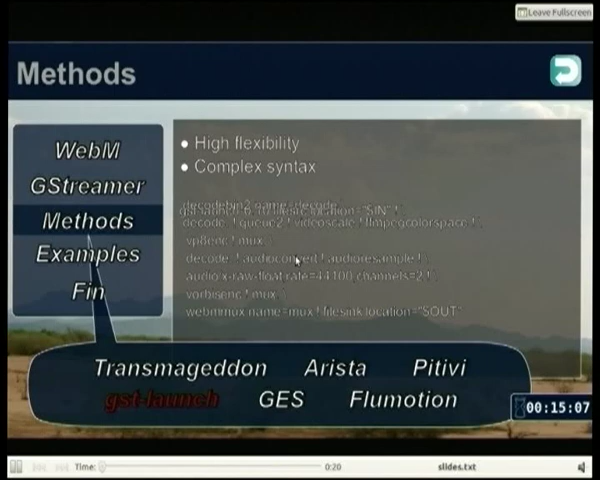 Leave Fullscreen
Methods
WebM
GStreamer
Methods
Examples
Fin
• High flexibility
• Complex syntax
decodebin2 name=decode
decode. ! queue2 ! videoscale ! ffmpegcolorspace !
vp8enc ! mux.
decode. ! audioconvert ! audioresample !
audio/x-raw-float,rate=44100,channels=2 !
vorbisenc ! mux.
webmmux name=mux ! filesink location="$OUT"
Transmageddon Arista Pitivi
gst-launch GES Flumotion
00:15:07
Time: 0:20 slides.txt